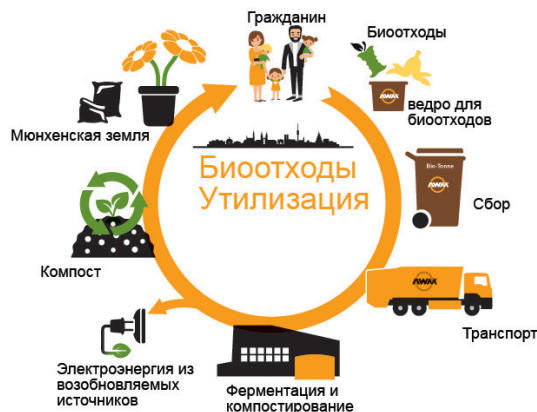 Гражданин
Биоотходы
AWM
ведро для
биоотходов
Bio-Tonne
AWM
Сбор
AWM
Транспорт
Ферментация и
компостирование
Электроэнергия из
возобновляемых
источников
Компост
Мюнхенская земля
Биоотходы
Утилизация